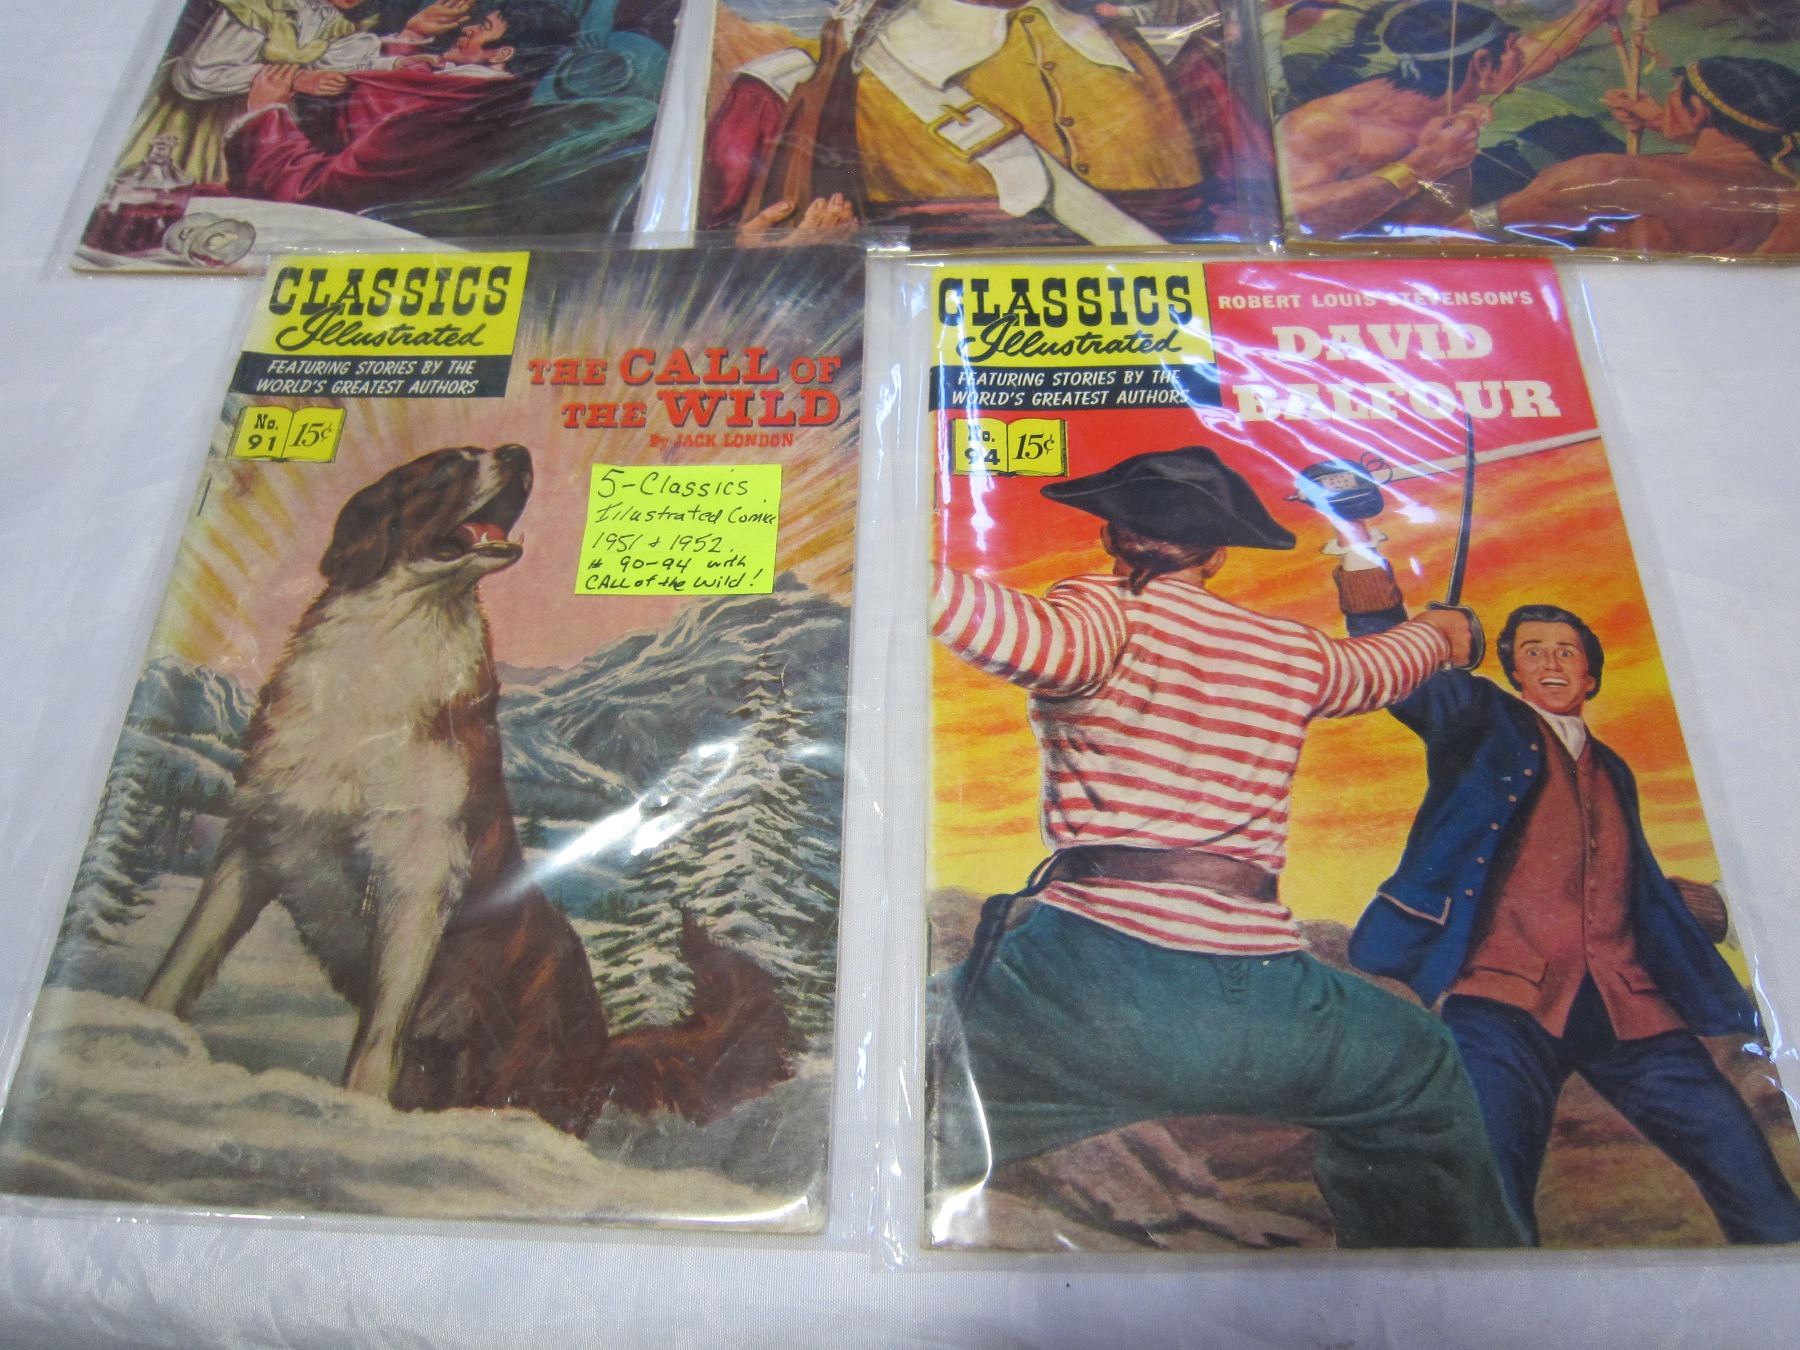 CLASSICS
Illustrated
FEATURING STORIES BY THE
WORLD'S GREATEST AUTHORS
No.
91
15¢
THE CALL OF
THE WILD
By JACK LONDON
5-Classics
Illustrated Comics
1951 & 1952.
# 90-94 with
CALL of the Wild!
CLASSICS
Illustrated
FEATURING STORIES BY THE
WORLD'S GREATEST AUTHORS
No.
94
15¢
ROBERT LOUIS STEVENSON'S
DAVID
BALFOUR